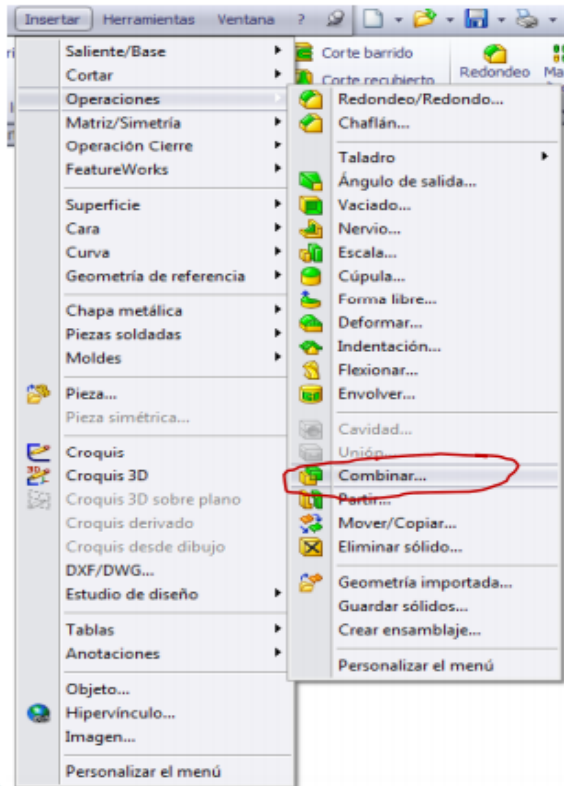 Insertar Herramientas Ventana ?
Corte barrido
Corte recubierto
Redondeo
Saliente/Base
Cortar
Operaciones
Matriz/Simetría
Operación Cierre
FeatureWorks
Superficie
Cara
Curva
Geometría de referencia
Chapa metálica
Piezas soldadas
Moldes
Pieza...
Pieza simétrica...
Croquis
Croquis 3D
Croquis 3D sobre plano
Croquis derivado
Croquis desde dibujo
DXF/DWG...
Estudio de diseño
Tablas
Anotaciones
Objeto...
Hipervínculo...
Imagen...
Personalizar el menú
Redondeo/Redondo...
Chaflán...
Taladro
Ángulo de salida...
Vaciado...
Nervio...
Escala...
Cúpula...
Forma libre...
Deformar...
Indentación...
Flexionar...
Envolver...
Cavidad...
Unión...
Combinar...
Partir...
Mover/Copiar...
Eliminar sólido...
Geometría importada...
Guardar sólidos...
Crear ensamblaje...
Personalizar el menú